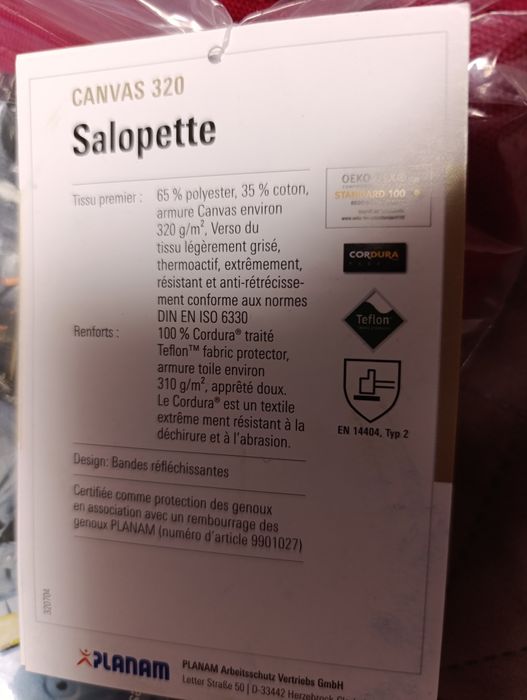 CANVAS 320
Salopette
Tissu premier : 65 % polyester, 35 % coton,
armure Canvas environ
320 g/m², Verso du
tissu légèrement grisé,
thermoactif, extrêmement,
résistant et anti-rétrécisse-
ment conforme aux normes
DIN EN ISO 6330
Renforts : 100 % Cordura® traité
Teflon™ fabric protector,
armure toile environ
310 g/m², apprêté doux.
Le Cordura® est un textile
extrême ment résistant à la
déchirure et à l'abrasion.
OEKO
STANDARD 100
CORDURA
Teflon
EN 14404, Typ 2
Design: Bandes réfléchissantes
Certifiée comme protection des genoux
en association avec un rembourrage des
genoux PLANAM (numéro d'article 9901027)
320704
PLANAM
PLANAM Arbeitsschutz Vertriebs GmbH
Letter Straße 50 | D-33442 Herzebrock